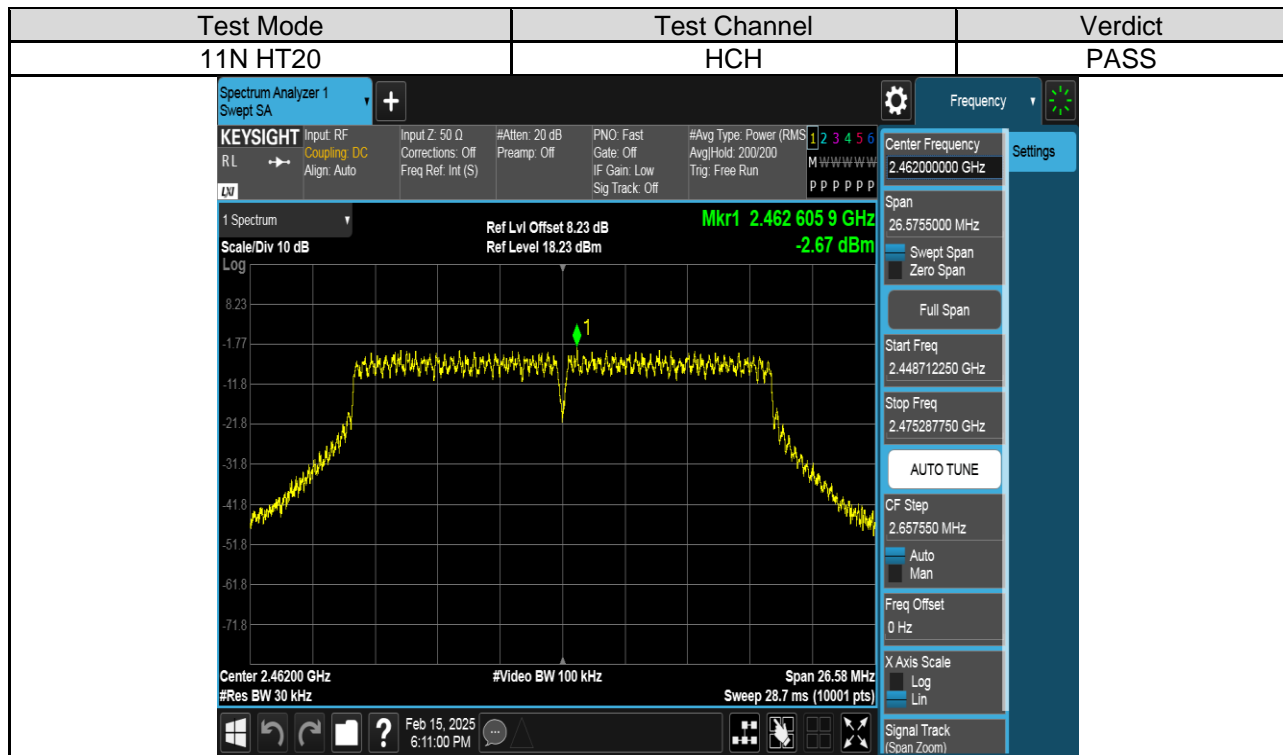 Test Mode Test Channel Verdict
11N HT20 HCH PASS
Spectrum Analyzer 1
Swept SA
+
Frequency
KEYSIGHT Input: RF Input Z: 50 Ω #Atten: 20 dB PNO: Fast #Avg Type: Power (RMS 1 2 3 4 5 6
RL Coupling: DC Corrections: Off Preamp: Off Gate: Off Avg|Hold: 200/200 M W W W W W
Align: Auto Freq Ref: Int (S) IF Gain: Low Trig: Free Run
LXI Sig Track: Off P P P P P P
1 Spectrum
Ref Lvl Offset 8.23 dB Mkr1 2.462 605 9 GHz
Scale/Div 10 dB Ref Level 18.23 dBm -2.67 dBm
Log
8.23
1
-1.77
-11.8
-21.8
-31.8
-41.8
-51.8
-61.8
-71.8
Center 2.46200 GHz #Video BW 100 kHz Span 26.58 MHz
#Res BW 30 kHz Sweep 28.7 ms (10001 pts)
Center Frequency
2.462000000 GHz
Settings
Span
26.5755000 MHz
Swept Span
Zero Span
Full Span
Start Freq
2.448712250 GHz
Stop Freq
2.475287750 GHz
AUTO TUNE
CF Step
2.657550 MHz
Auto
Man
Freq Offset
0 Hz
X Axis Scale
Log
Lin
Signal Track
(Span Zoom)
? Feb 15, 2025
6:11:00 PM